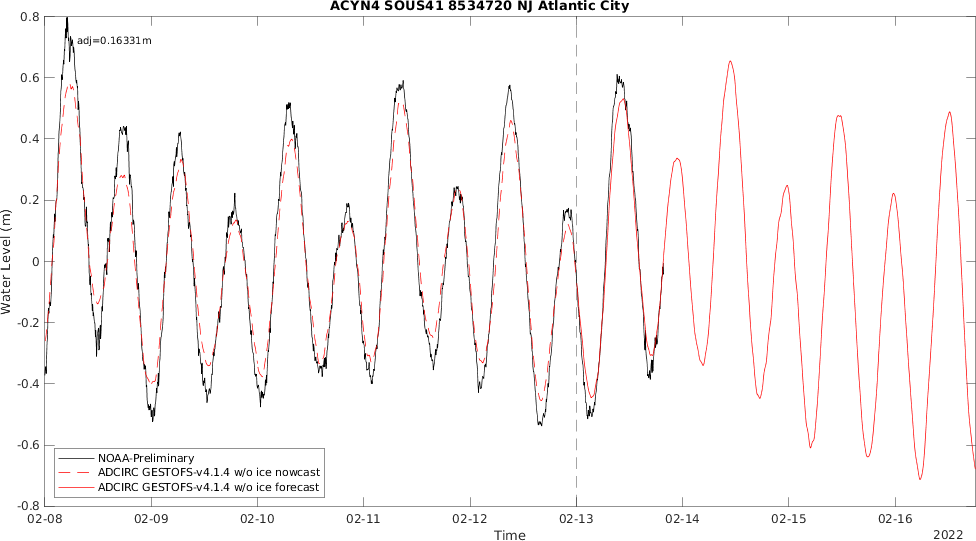 ACYN4 SOUS41 8534720 NJ Atlantic City
adj=0.16331m
0.8
0.6
0.4
0.2
0
-0.2
-0.4
-0.6
-0.8
Water Level (m)
NOAA-Preliminary
ADCIRC GESTOFS-v4.1.4 w/o ice nowcast
ADCIRC GESTOFS-v4.1.4 w/o ice forecast
02-08 02-09 02-10 02-11 02-12 02-13 02-14 02-15 02-16
Time
2022